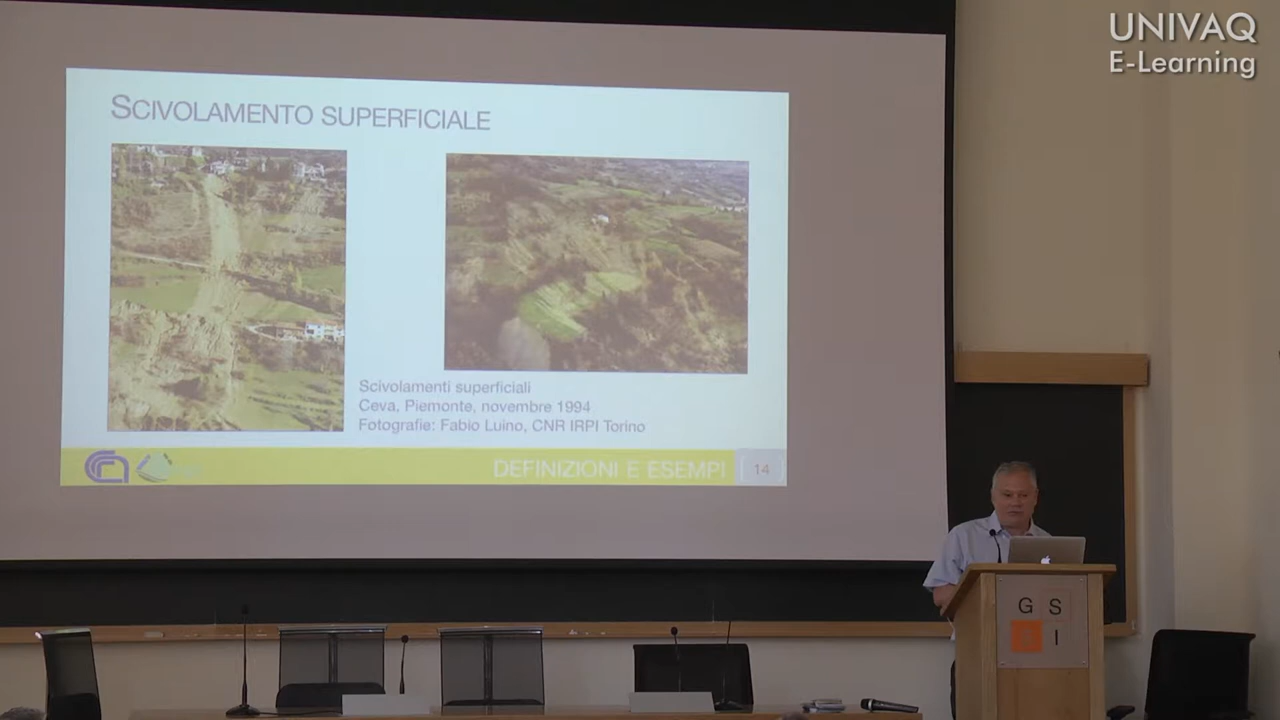 UNIVAQ
E-Learning
SCIVOLAMENTO SUPERFICIALE
Scivolamenti superficiali
Ceva, Piemonte, novembre 1994
Fotografie: Fabio Luino, CNR IRPI Torino
DEFINIZIONI E ESEMPI
14
G S
I